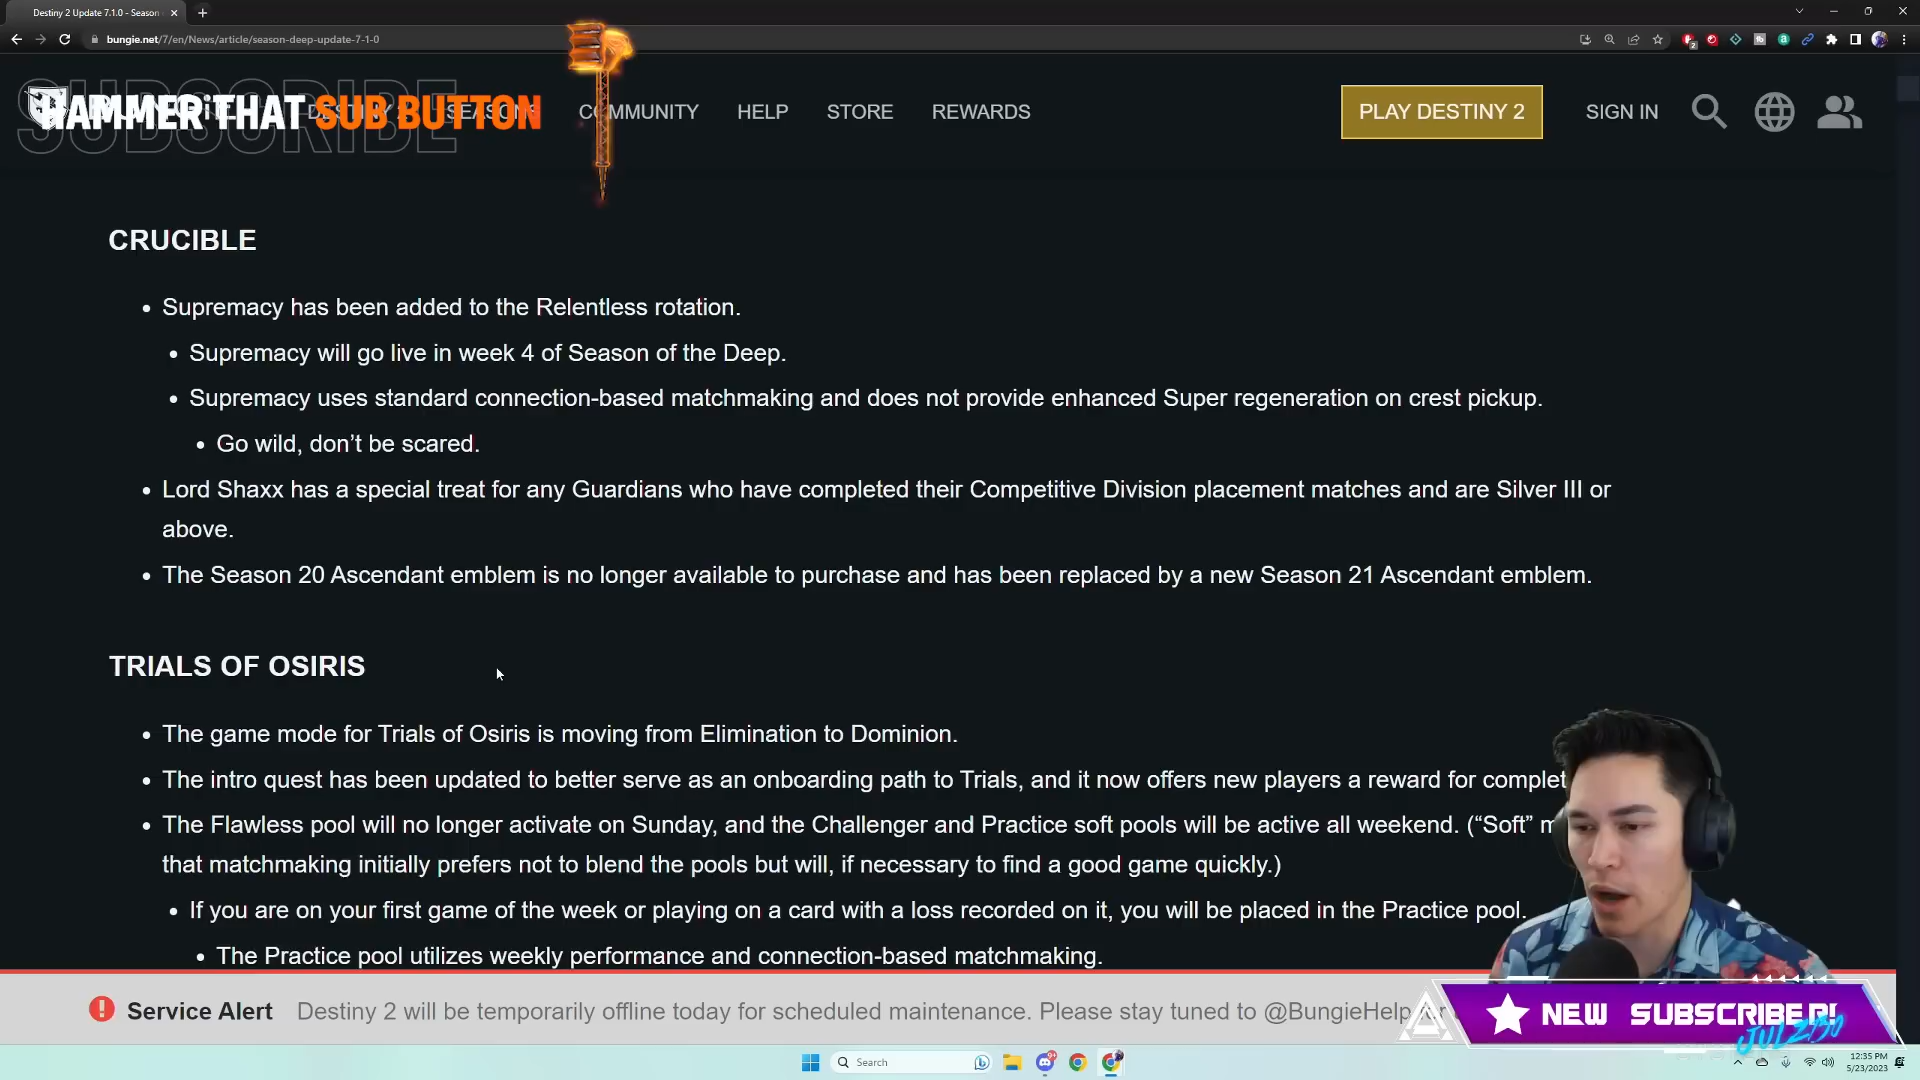 Destiny 2 Update 7.1.0 - Season
bungie.net/7/en/News/article/season-deep-update-7-1-0
SUBSCRIBE
HAMMER THAT SUB BUTTON
COMMUNITY HELP STORE REWARDS
PLAY DESTINY 2 SIGN IN
CRUCIBLE
• Supremacy has been added to the Relentless rotation.
• Supremacy will go live in week 4 of Season of the Deep.
• Supremacy uses standard connection-based matchmaking and does not provide enhanced Super regeneration on crest pickup.
• Go wild, don’t be scared.
• Lord Shaxx has a special treat for any Guardians who have completed their Competitive Division placement matches and are Silver III or
above.
• The Season 20 Ascendant emblem is no longer available to purchase and has been replaced by a new Season 21 Ascendant emblem.
TRIALS OF OSIRIS
• The game mode for Trials of Osiris is moving from Elimination to Dominion.
• The intro quest has been updated to better serve as an onboarding path to Trials, and it now offers new players a reward for complet
• The Flawless pool will no longer activate on Sunday, and the Challenger and Practice soft pools will be active all weekend. (“Soft” m
that matchmaking initially prefers not to blend the pools but will, if necessary to find a good game quickly.)
• If you are on your first game of the week or playing on a card with a loss recorded on it, you will be placed in the Practice pool.
• The Practice pool utilizes weekly performance and connection-based matchmaking.
Service Alert Destiny 2 will be temporarily offline today for scheduled maintenance. Please stay tuned to @BungieHelp for
NEW SUBSCRIBER!
Search
12:35 PM
5/23/2023